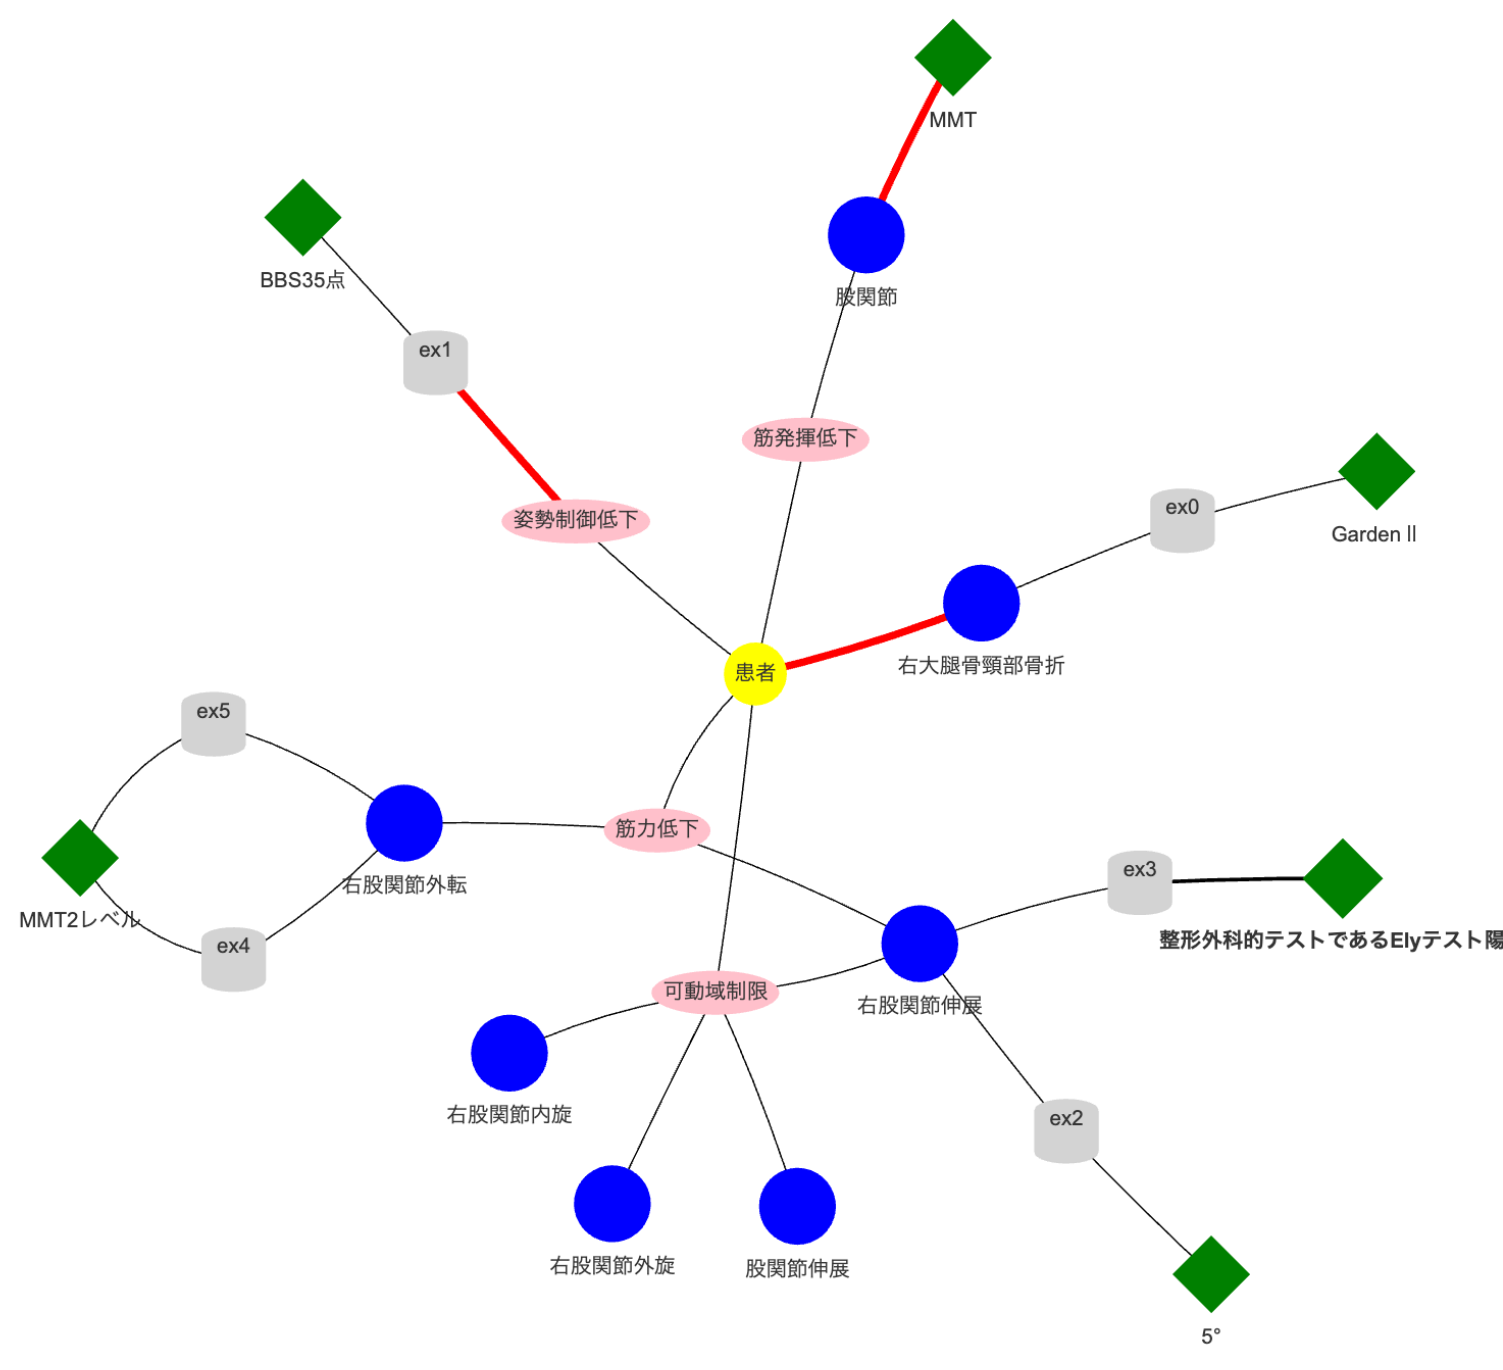 MMT
BBS35点
股関節
ex1
筋発揮低下
姿勢制御低下
ex0
Garden II
右大腿骨頸部骨折
患者
ex5
筋力低下
右股関節外転
MMT2レベル
ex4
ex3
整形外科的テストであるElyテスト陽
右股関節伸展
可動域制限
右股関節内旋
ex2
右股関節外旋
股関節伸展
5°